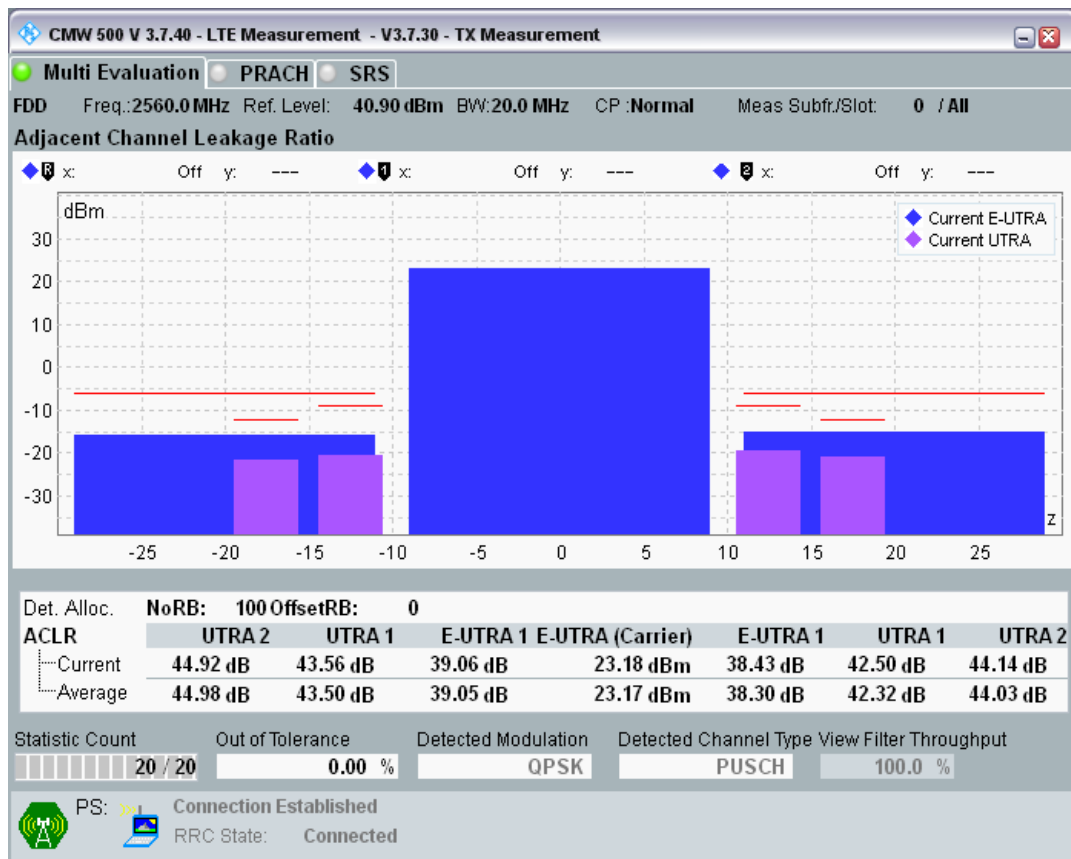 CMW 500 V 3.7.40 - LTE Measurement - V3.7.30 - TX Measurement
Multi Evaluation PRACH SRS
FDD Freq.:2560.0 MHz Ref. Level: 40.90 dBm BW:20.0 MHz CP :Normal Meas Subfr./Slot: 0 / All
Adjacent Channel Leakage Ratio
R x: Off y: --- 1 x: Off y: --- 2 x: Off y: ---
dBm
Current E-UTRA
Current UTRA
30
20
10
0
-10
-20
-30
z
-25 -20 -15 -10 -5 0 5 10 15 20 25
Det. Alloc. NoRB: 100 OffsetRB: 0
ACLR UTRA 2 UTRA 1 E-UTRA 1 E-UTRA (Carrier) E-UTRA 1 UTRA 1 UTRA 2
Current 44.92 dB 43.56 dB 39.06 dB 23.18 dBm 38.43 dB 42.50 dB 44.14 dB
Average 44.98 dB 43.50 dB 39.05 dB 23.17 dBm 38.30 dB 42.32 dB 44.03 dB
Statistic Count Out of Tolerance Detected Modulation Detected Channel Type View Filter Throughput
20 / 20 0.00 % QPSK PUSCH 100.0 %
PS: Connection Established
RRC State: Connected